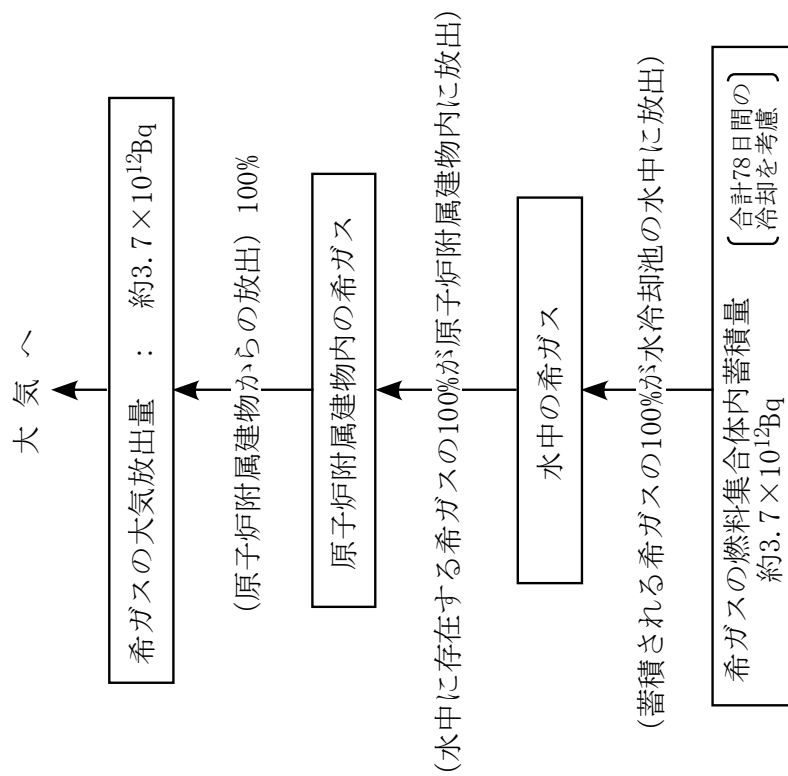 大 気 へ
希ガスの大気放出量 : 約3.7×10¹²Bq
(原子炉附属建物からの放出) 100%
原子炉附属建物内の希ガス
(水中に存在する希ガスの100%が原子炉附属建物内に放出)
水中の希ガス
(蓄積される希ガスの100%が水冷却池の水中に放出)
希ガスの燃料集合体内蓄積量
約3.7×10¹²Bq
合計78日間の
冷却を考慮